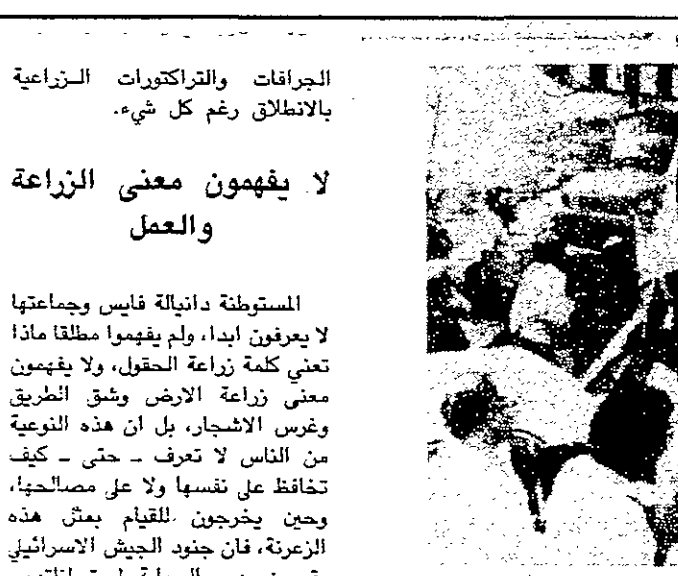 الجرافات والتراكتورات الـزراعية
بالانطلاق رغم كل شيء.
لا يفهمون معنى الزراعة
والعمل
المستوطنة دانيالة فايس وجماعتها
لا يعرفون ابدا، ولم يفهموا مطلقا ماذا
تعني كلمة زراعة الحقول، ولا يفهمون
معنى زراعة الارض وشق الطريق
وغرس الاشجار، بل ان هذه النوعية
من الناس لا تعرف ـ حتى ـ كيف
تحافظ على نفسها ولا على مصالحها،
وحين يخرجون للقيام بمثل هذه
الزعرنة، فان جنود الجيش الاسرائيلي